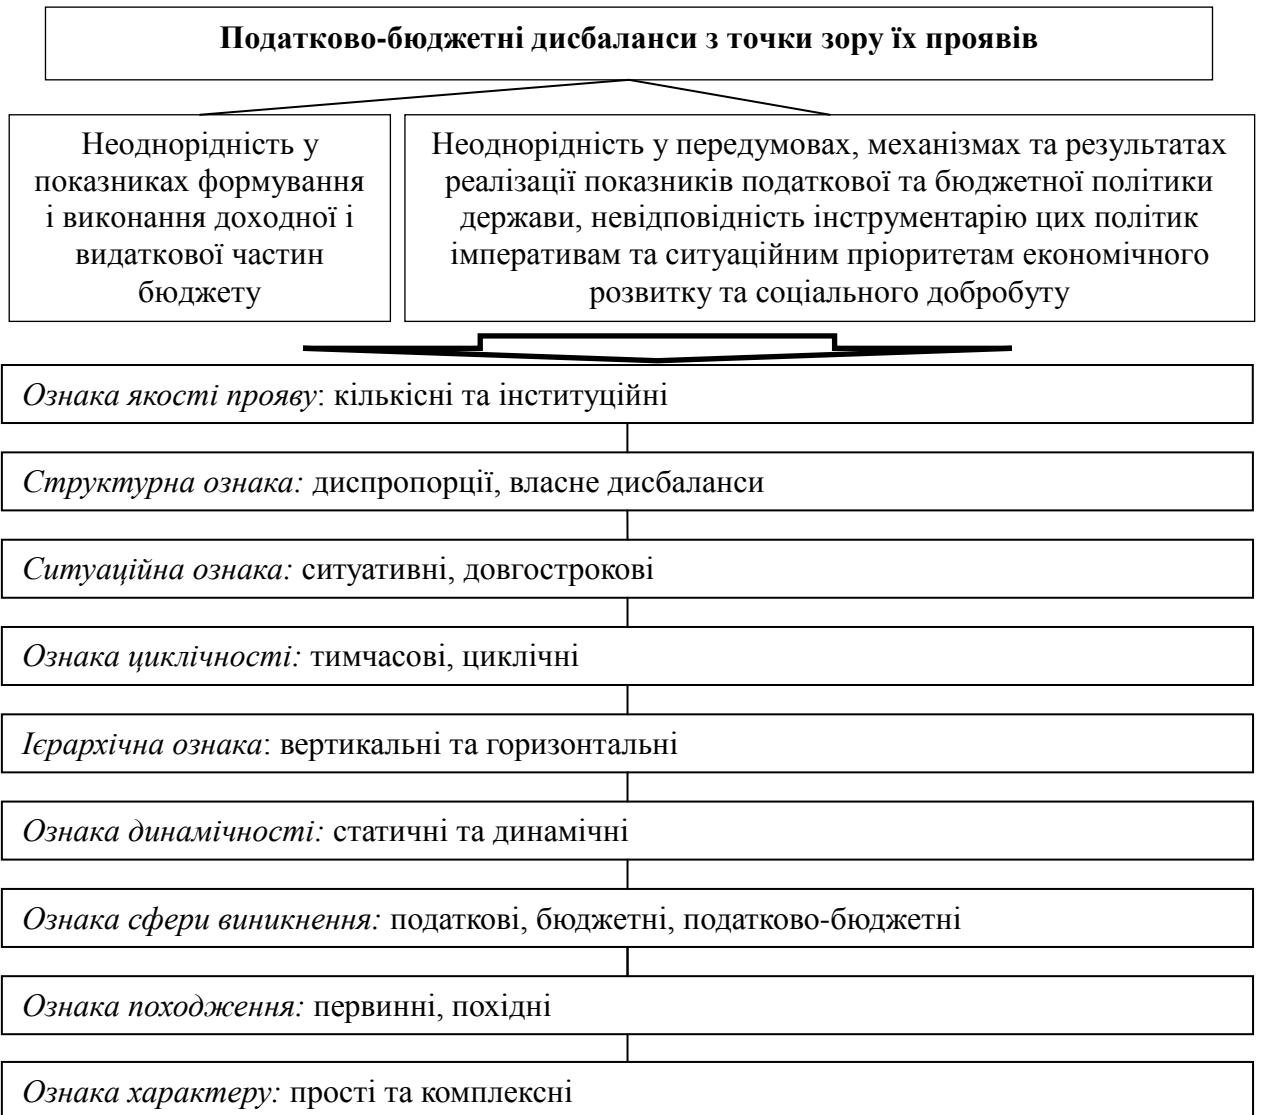 Податково-бюджетні дисбаланси з точки зору їх проявів
Неоднорідність у
показниках формування
і виконання доходної і
видаткової частин
бюджету
Неоднорідність у передумовах, механізмах та результатах
реалізації показників податкової та бюджетної політики
держави, невідповідність інструментарію цих політик
імперативам та ситуаційним пріоритетам економічного
розвитку та соціального добробуту
Ознака якості прояву: кількісні та інституційні
Структурна ознака: диспропорції, власне дисбаланси
Ситуаційна ознака: ситуативні, довгострокові
Ознака циклічності: тимчасові, циклічні
Ієрархічна ознака: вертикальні та горизонтальні
Ознака динамічності: статичні та динамічні
Ознака сфери виникнення: податкові, бюджетні, податково-бюджетні
Ознака походження: первинні, похідні
Ознака характеру: прості та комплексні